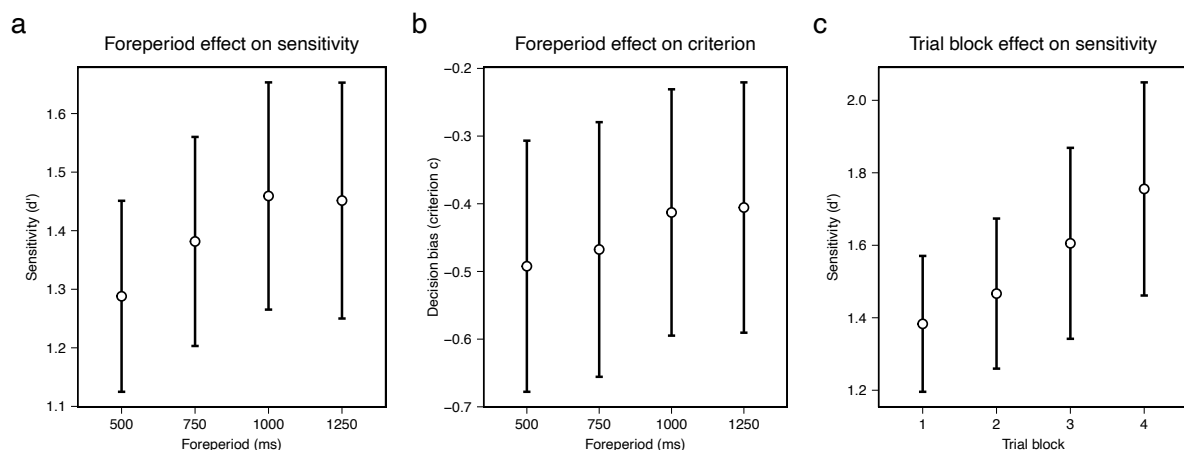 a
Foreperiod effect on sensitivity
Sensitivity (d')
1.6
1.5
1.4
1.3
1.2
1.1
500 750 1000 1250
Foreperiod (ms)
b
Foreperiod effect on criterion
Decision bias (criterion c)
−0.2
−0.3
−0.4
−0.5
−0.6
−0.7
500 750 1000 1250
Foreperiod (ms)
c
Trial block effect on sensitivity
Sensitivity (d')
2.0
1.8
1.6
1.4
1.2
1 2 3 4
Trial block